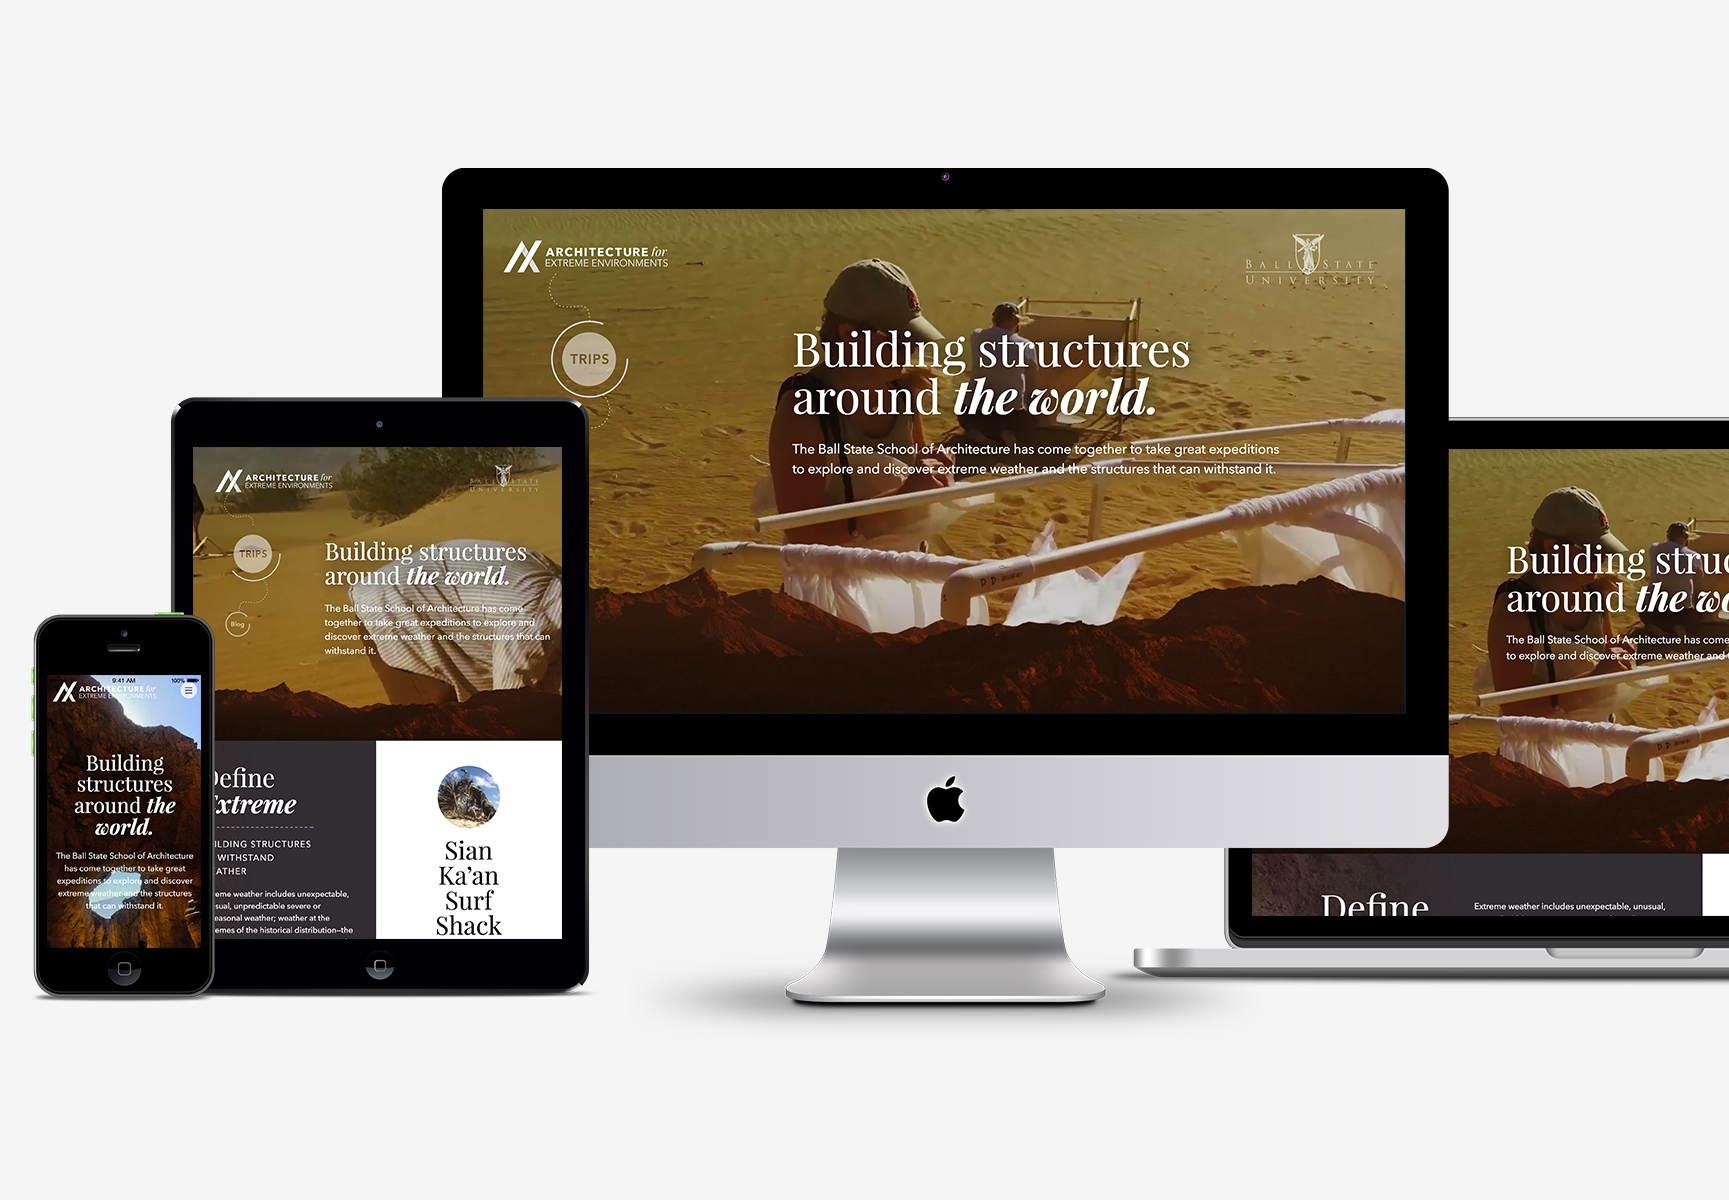 ARCHITECTURE for
EXTREME ENVIRONMENTS
BALL STATE
UNIVERSITY
TRIPS
Building structures
around the world.
The Ball State School of Architecture has come together to take great expeditions
to explore and discover extreme weather and the structures that can withstand it.
D D
ARCHITECTURE for
EXTREME ENVIRONMENTS
BALL STATE
UNIVERSITY
TRIPS
Building structures
around the world.
Blog
The Ball State School of Architecture has come
together to take great expeditions to explore and
discover extreme weather and the structures that can
withstand it.
Define
Extreme
ILDING STRUCTURES
WITHSTAND
ATHER
eme weather includes unexpectable,
sual, unpredictable severe or
easonal weather; weather at the
emes of the historical distribution–the
Sian
Ka’an
Surf
Shack
9:41 AM
100%
ARCHITECTURE for
EXTREME ENVIRONMENTS
Building
structures
around the
world.
The Ball State School of Architecture
has come together to take great
expeditions to explore and discover
extreme weather and the structures
that can withstand it.
Building struc
around the wo
The Ball State School of Architecture has come
to explore and discover extreme weather and
D D
Define
Extreme weather includes unexpectable, unusual,